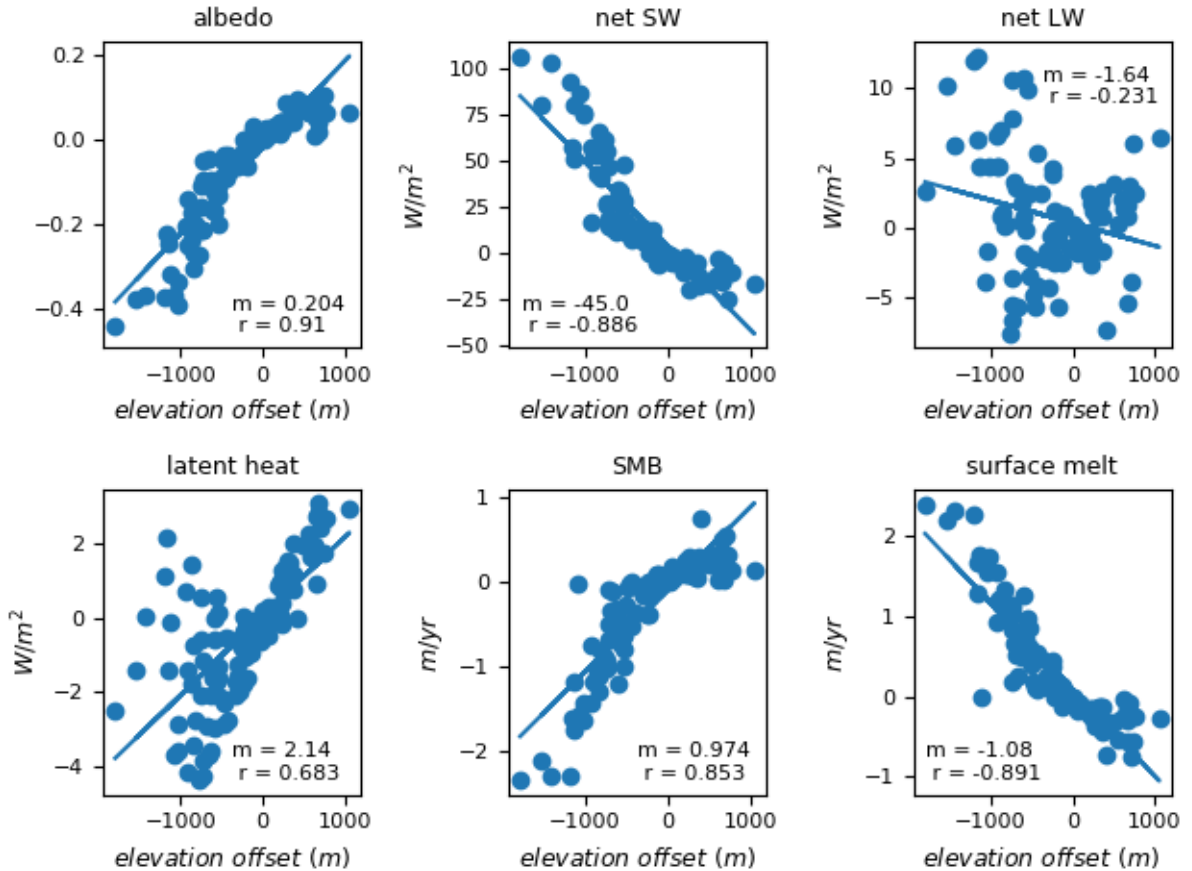 albedo
0.2
0.0
−0.2
−0.4
m = 0.204
r = 0.91
−1000 0 1000
elevation offset (m)
net SW
W/m²
100
75
50
25
0
−25
−50
m = -45.0
r = -0.886
−1000 0 1000
elevation offset (m)
net LW
W/m²
10
5
0
−5
m = -1.64
r = -0.231
−1000 0 1000
elevation offset (m)
latent heat
W/m²
2
0
−2
−4
m = 2.14
r = 0.683
−1000 0 1000
elevation offset (m)
SMB
m/yr
1
0
−1
−2
m = 0.974
r = 0.853
−1000 0 1000
elevation offset (m)
surface melt
m/yr
2
1
0
−1
m = -1.08
r = -0.891
−1000 0 1000
elevation offset (m)